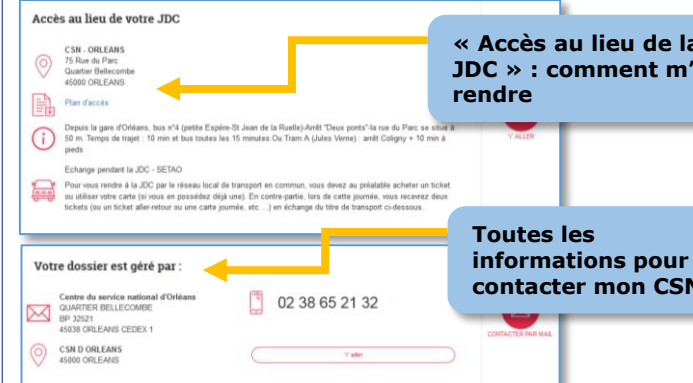 Accès au lieu de votre JDC
CSN - ORLEANS
75 Rue du Parc
Quartier Bellecombe
45000 ORLEANS
Plan d'accès
Depuis la gare d'Orléans, bus n°4 (petite Espère-St Jean de la Ruelle)-Arrêt "Deux ponts"-la rue du Parc se situe à
50 m. Temps de trajet : 10 min et bus toutes les 15 minutes.Ou Tram A (Jules Verne) : arrêt Coligny + 10 min à
pieds
Echange pendant la JDC - SETAO
Pour vous rendre à la JDC par le réseau local de transport en commun, vous devez au préalable acheter un ticket
ou utiliser votre carte (si vous en possédez déjà une). En contre-partie, lors de cette journée, vous recevrez deux
tickets (ou un ticket aller-retour ou une carte journée, etc ...) en échange du titre de transport ci-dessous.
Y ALLER
« Accès au lieu de la
JDC » : comment m'
rendre
Votre dossier est géré par :
Centre du service national d'Orléans
QUARTIER BELLECOMBE
BP 32521
45038 ORLEANS CEDEX 1
02 38 65 21 32
CSN D ORLEANS
45000 ORLEANS
Y aller
Toutes les
informations pour
contacter mon CSN
CONTACTER PAR MAIL